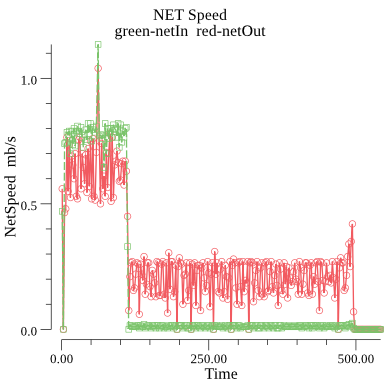 NET Speed
green-netIn red-netOut
NetSpeed mb/s
1.0
0.5
0.0
0.00
250.00
500.00
Time